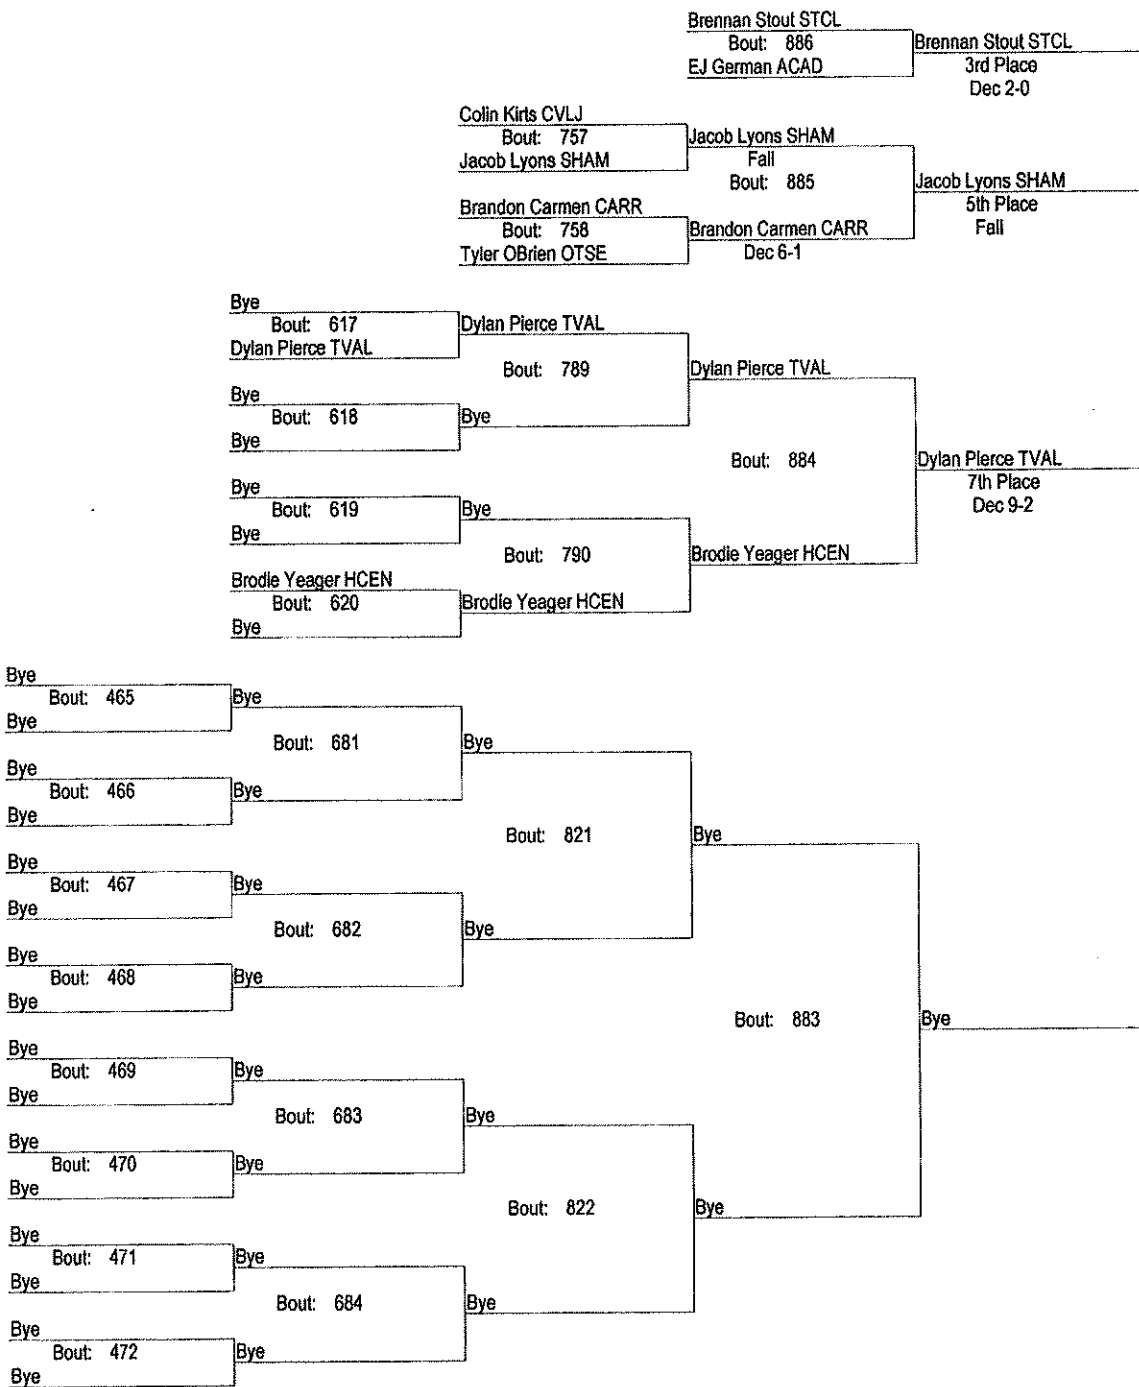 Brennan Stout STCL
Bout: 886
EJ German ACAD
Brennan Stout STCL
3rd Place
Dec 2-0
Colin Kirts CVLJ
Bout: 757
Jacob Lyons SHAM
Jacob Lyons SHAM
Fall
Bout: 885
Jacob Lyons SHAM
5th Place
Fall
Brandon Carmen CARR
Bout: 758
Tyler OBrien OTSE
Brandon Carmen CARR
Dec 6-1
Bye
Bout: 617
Dylan Pierce TVAL
Dylan Pierce TVAL
Bout: 789
Dylan Pierce TVAL
Bye
Bout: 618
Bye
Bye
Bout: 884
Dylan Pierce TVAL
7th Place
Dec 9-2
Bye
Bout: 619
Bye
Bye
Bout: 790
Brodie Yeager HCEN
Brodie Yeager HCEN
Bout: 620
Bye
Brodie Yeager HCEN
Bye
Bout: 465
Bye
Bye
Bout: 681
Bye
Bye
Bout: 466
Bye
Bye
Bout: 821
Bye
Bye
Bout: 467
Bye
Bye
Bout: 682
Bye
Bye
Bout: 468
Bye
Bye
Bout: 883
Bye
Bye
Bout: 469
Bye
Bye
Bout: 683
Bye
Bye
Bout: 470
Bye
Bye
Bout: 822
Bye
Bye
Bout: 471
Bye
Bye
Bout: 684
Bye
Bye
Bout: 472
Bye
Bye